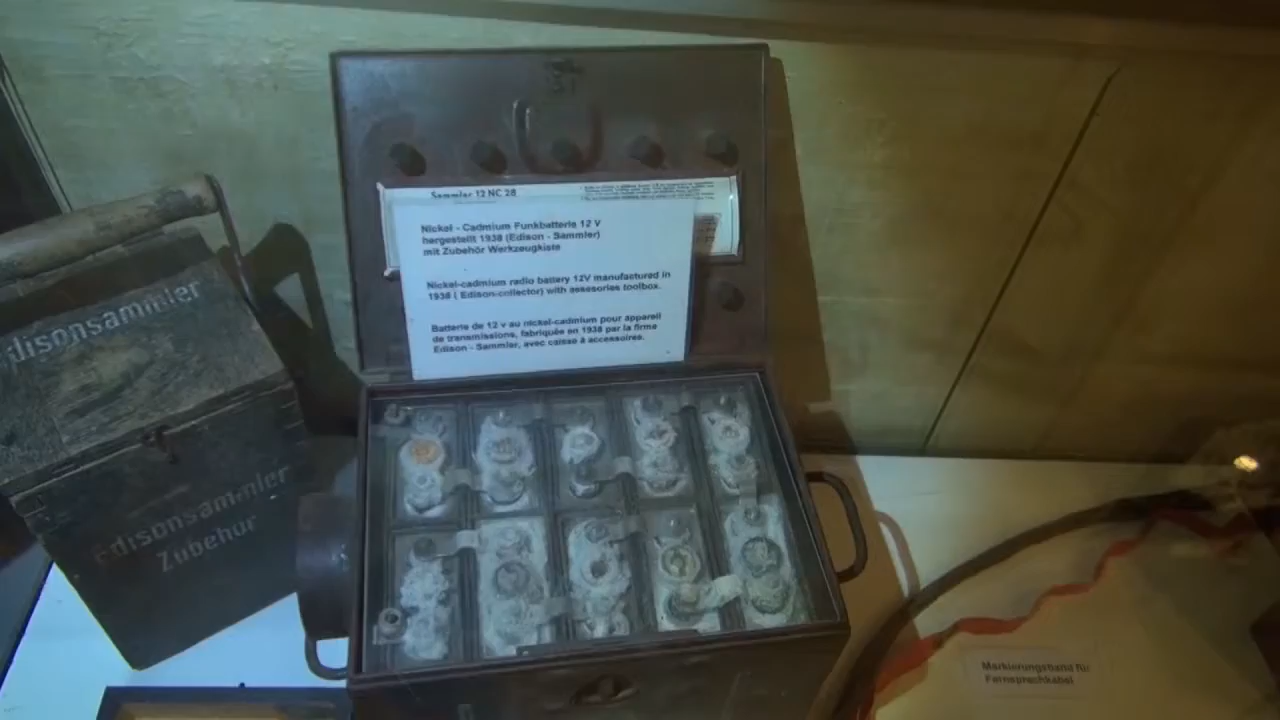 Sammler 12 NC 28
Nickel - Cadmium Funkbatterie 12 V
hergestellt 1938 (Edison - Sammler)
mit Zubehör Werkzeugkiste
Nickel-cadmium radio battery 12V manufactured in
1938 ( Edison-collector) with assesories toolbox.
Batterie de 12 v au nickel-cadmium pour appareil
de transmissions, fabriquée en 1938 par la firme
Edison - Sammler, avec caisse à accessoires.
disonsammler
Edisonsammler
Zubehör
Markierungsband für
Fernsprechkabel